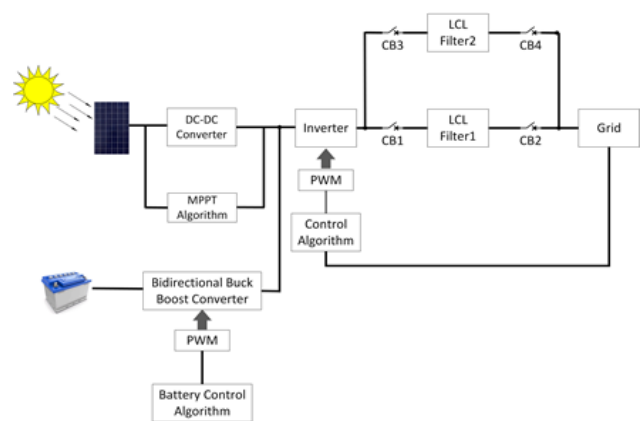 CB3
LCL
Filter2
CB4
DC-DC
Converter
Inverter
CB1
LCL
Filter1
CB2
Grid
MPPT
Algorithm
PWM
Control
Algorithm
Bidirectional Buck
Boost Converter
PWM
Battery Control
Algorithm